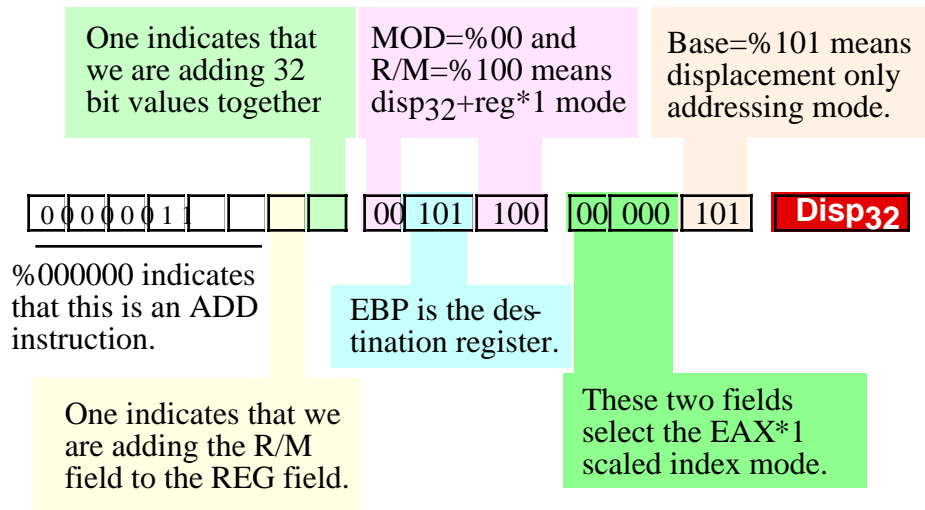 One indicates that
we are adding 32
bit values together
MOD=%00 and
R/M=%100 means
disp32+reg*1 mode
Base=%101 means
displacement only
addressing mode.
0 0 0 0 0 0 1 1 00 101 100 00 000 101 Disp32
%000000 indicates
that this is an ADD
instruction.
EBP is the des-
tination register.
One indicates that we
are adding the R/M
field to the REG field.
These two fields
select the EAX*1
scaled index mode.